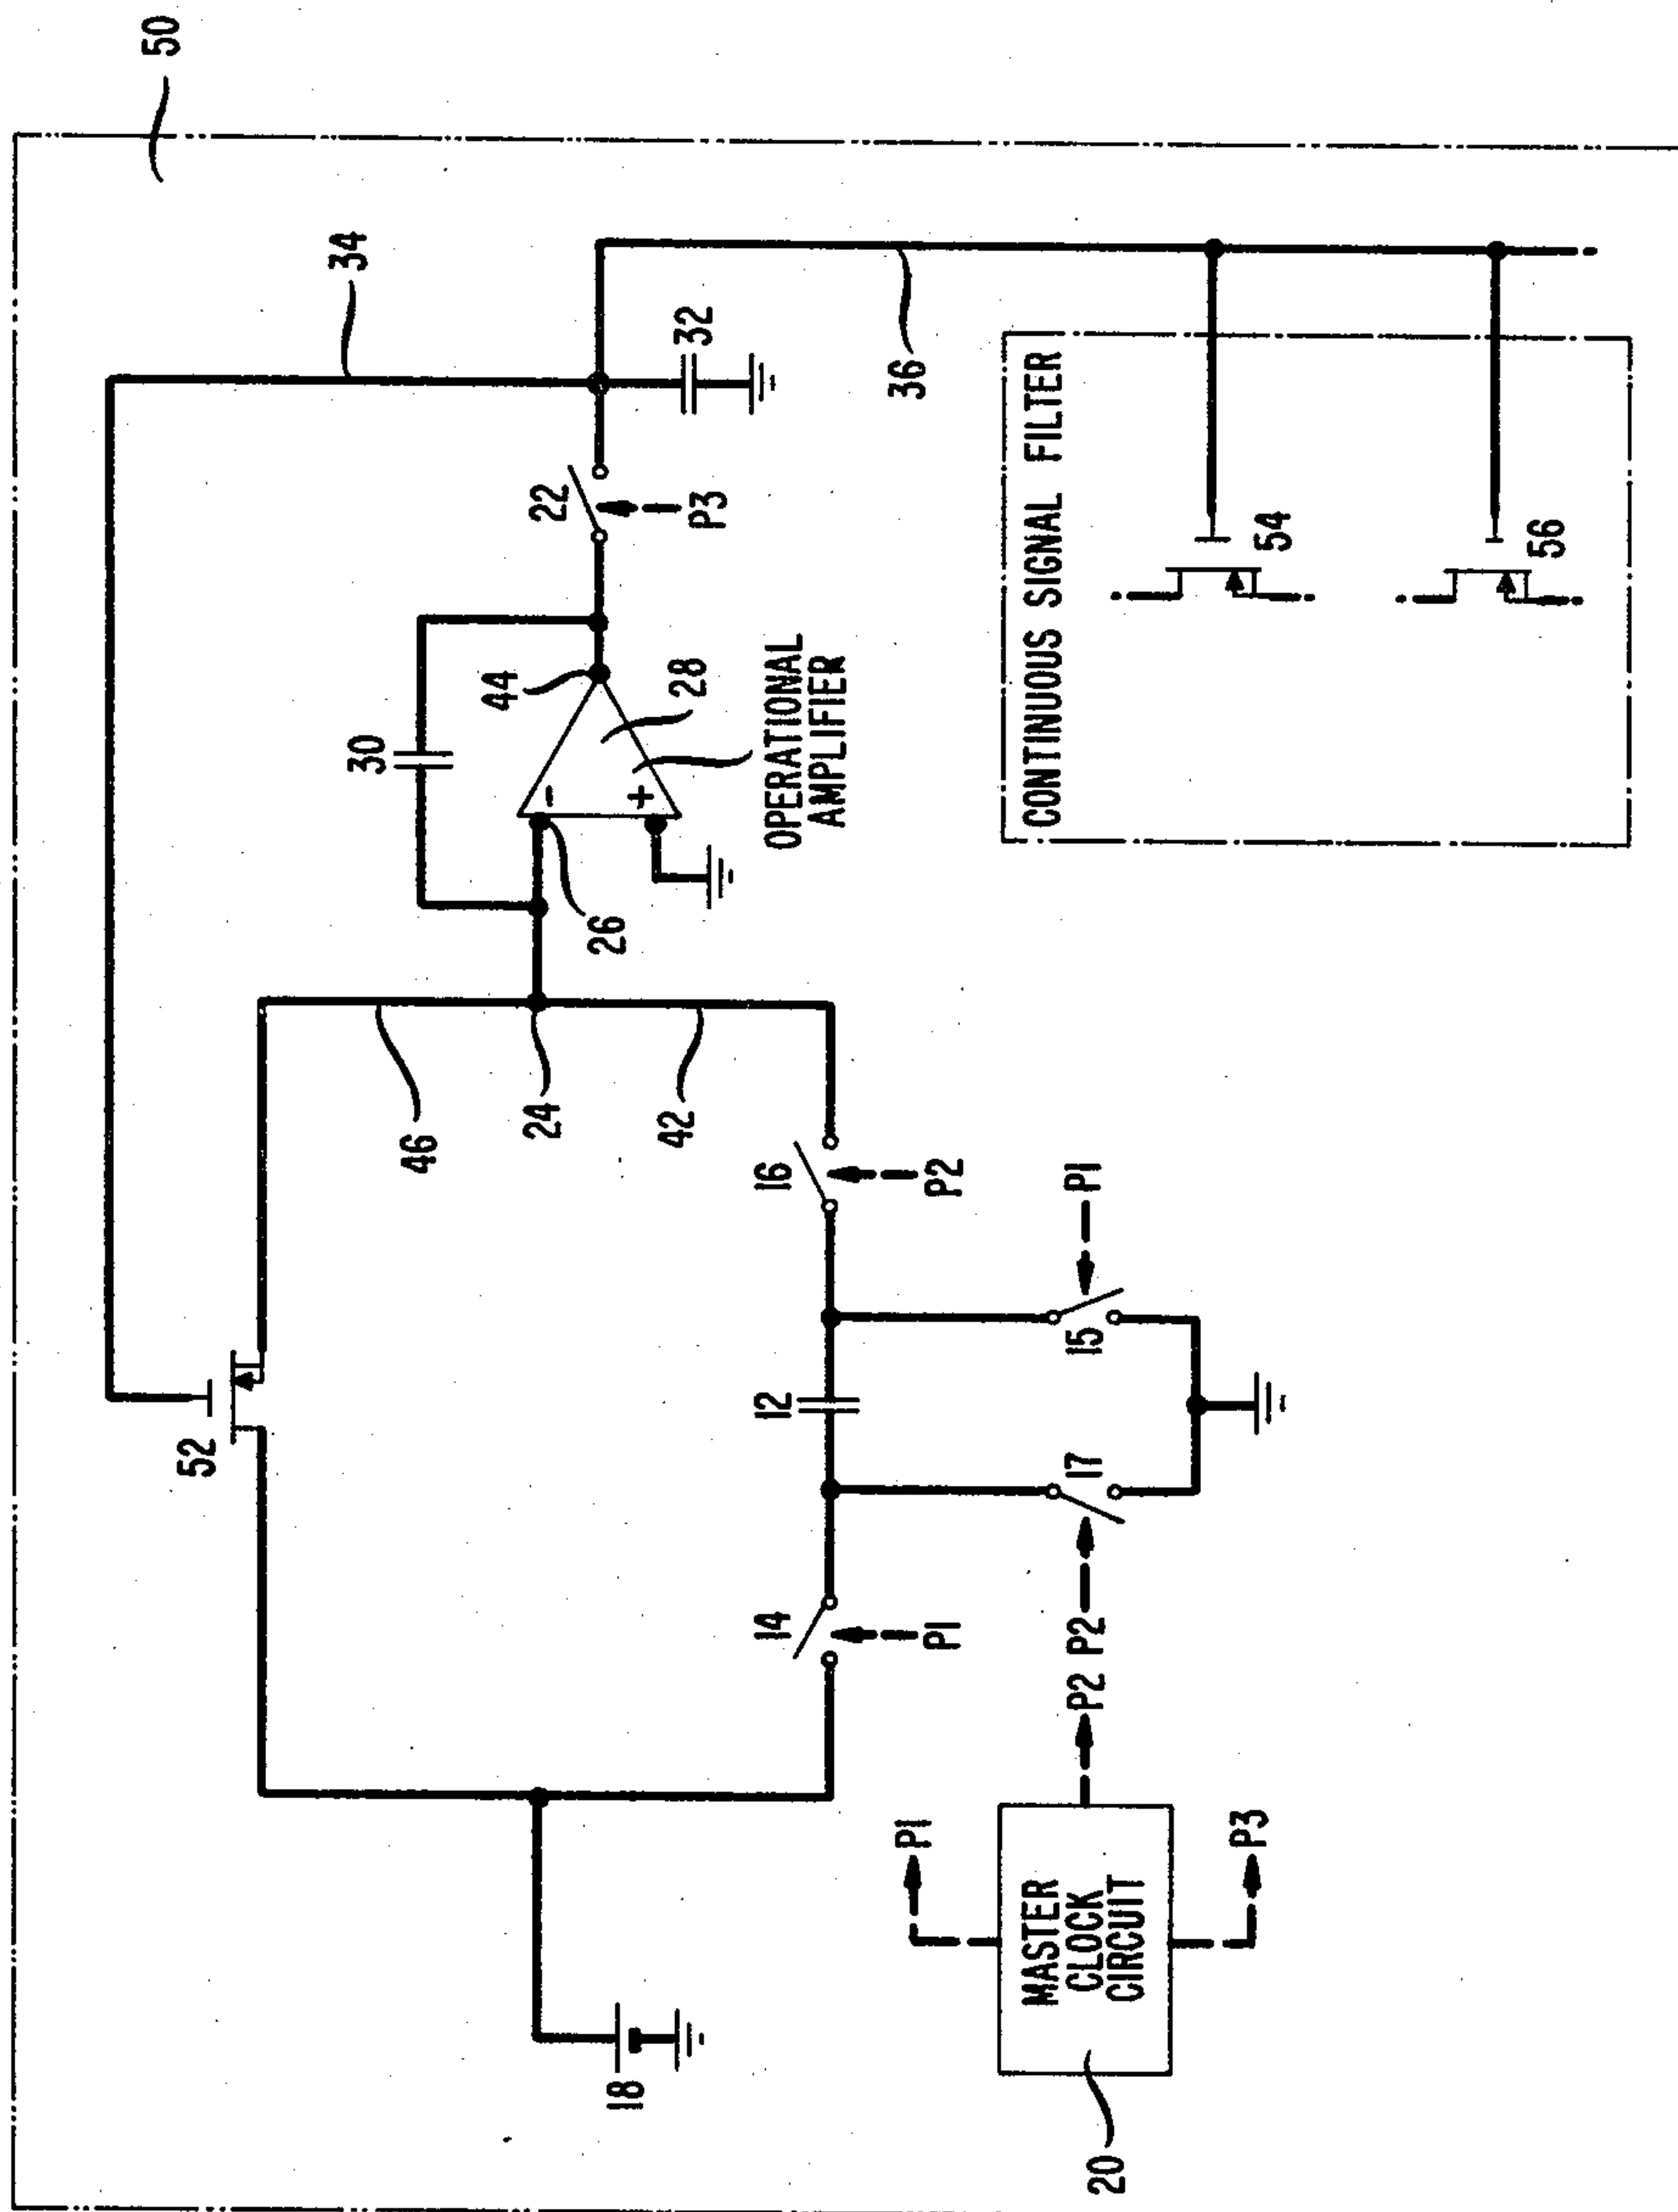 50
34
52
46
24
42
30
44
26
28
OPERATIONAL
AMPLIFIER
22
P3
32
36
18
14
P1
12
16
P2
17
15
P1
P2 P2
P1
P3
MASTER
CLOCK
CIRCUIT
20
CONTINUOUS SIGNAL FILTER
54
56